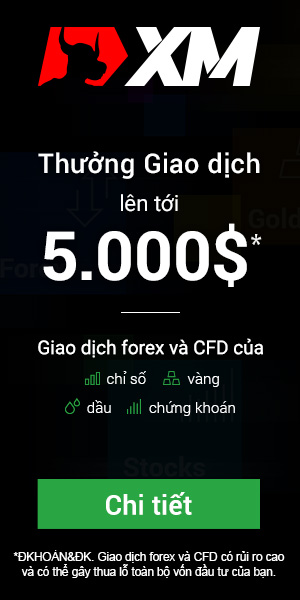 XM
Thưởng Giao dịch
lên tới
5.000$*
Giao dịch forex và CFD của
chỉ số vàng
dầu chứng khoán
Stocks
Chi tiết
*ĐKHOẢN&ĐK. Giao dịch forex và CFD có rủi ro cao
và có thể gây thua lỗ toàn bộ vốn đầu tư của bạn.